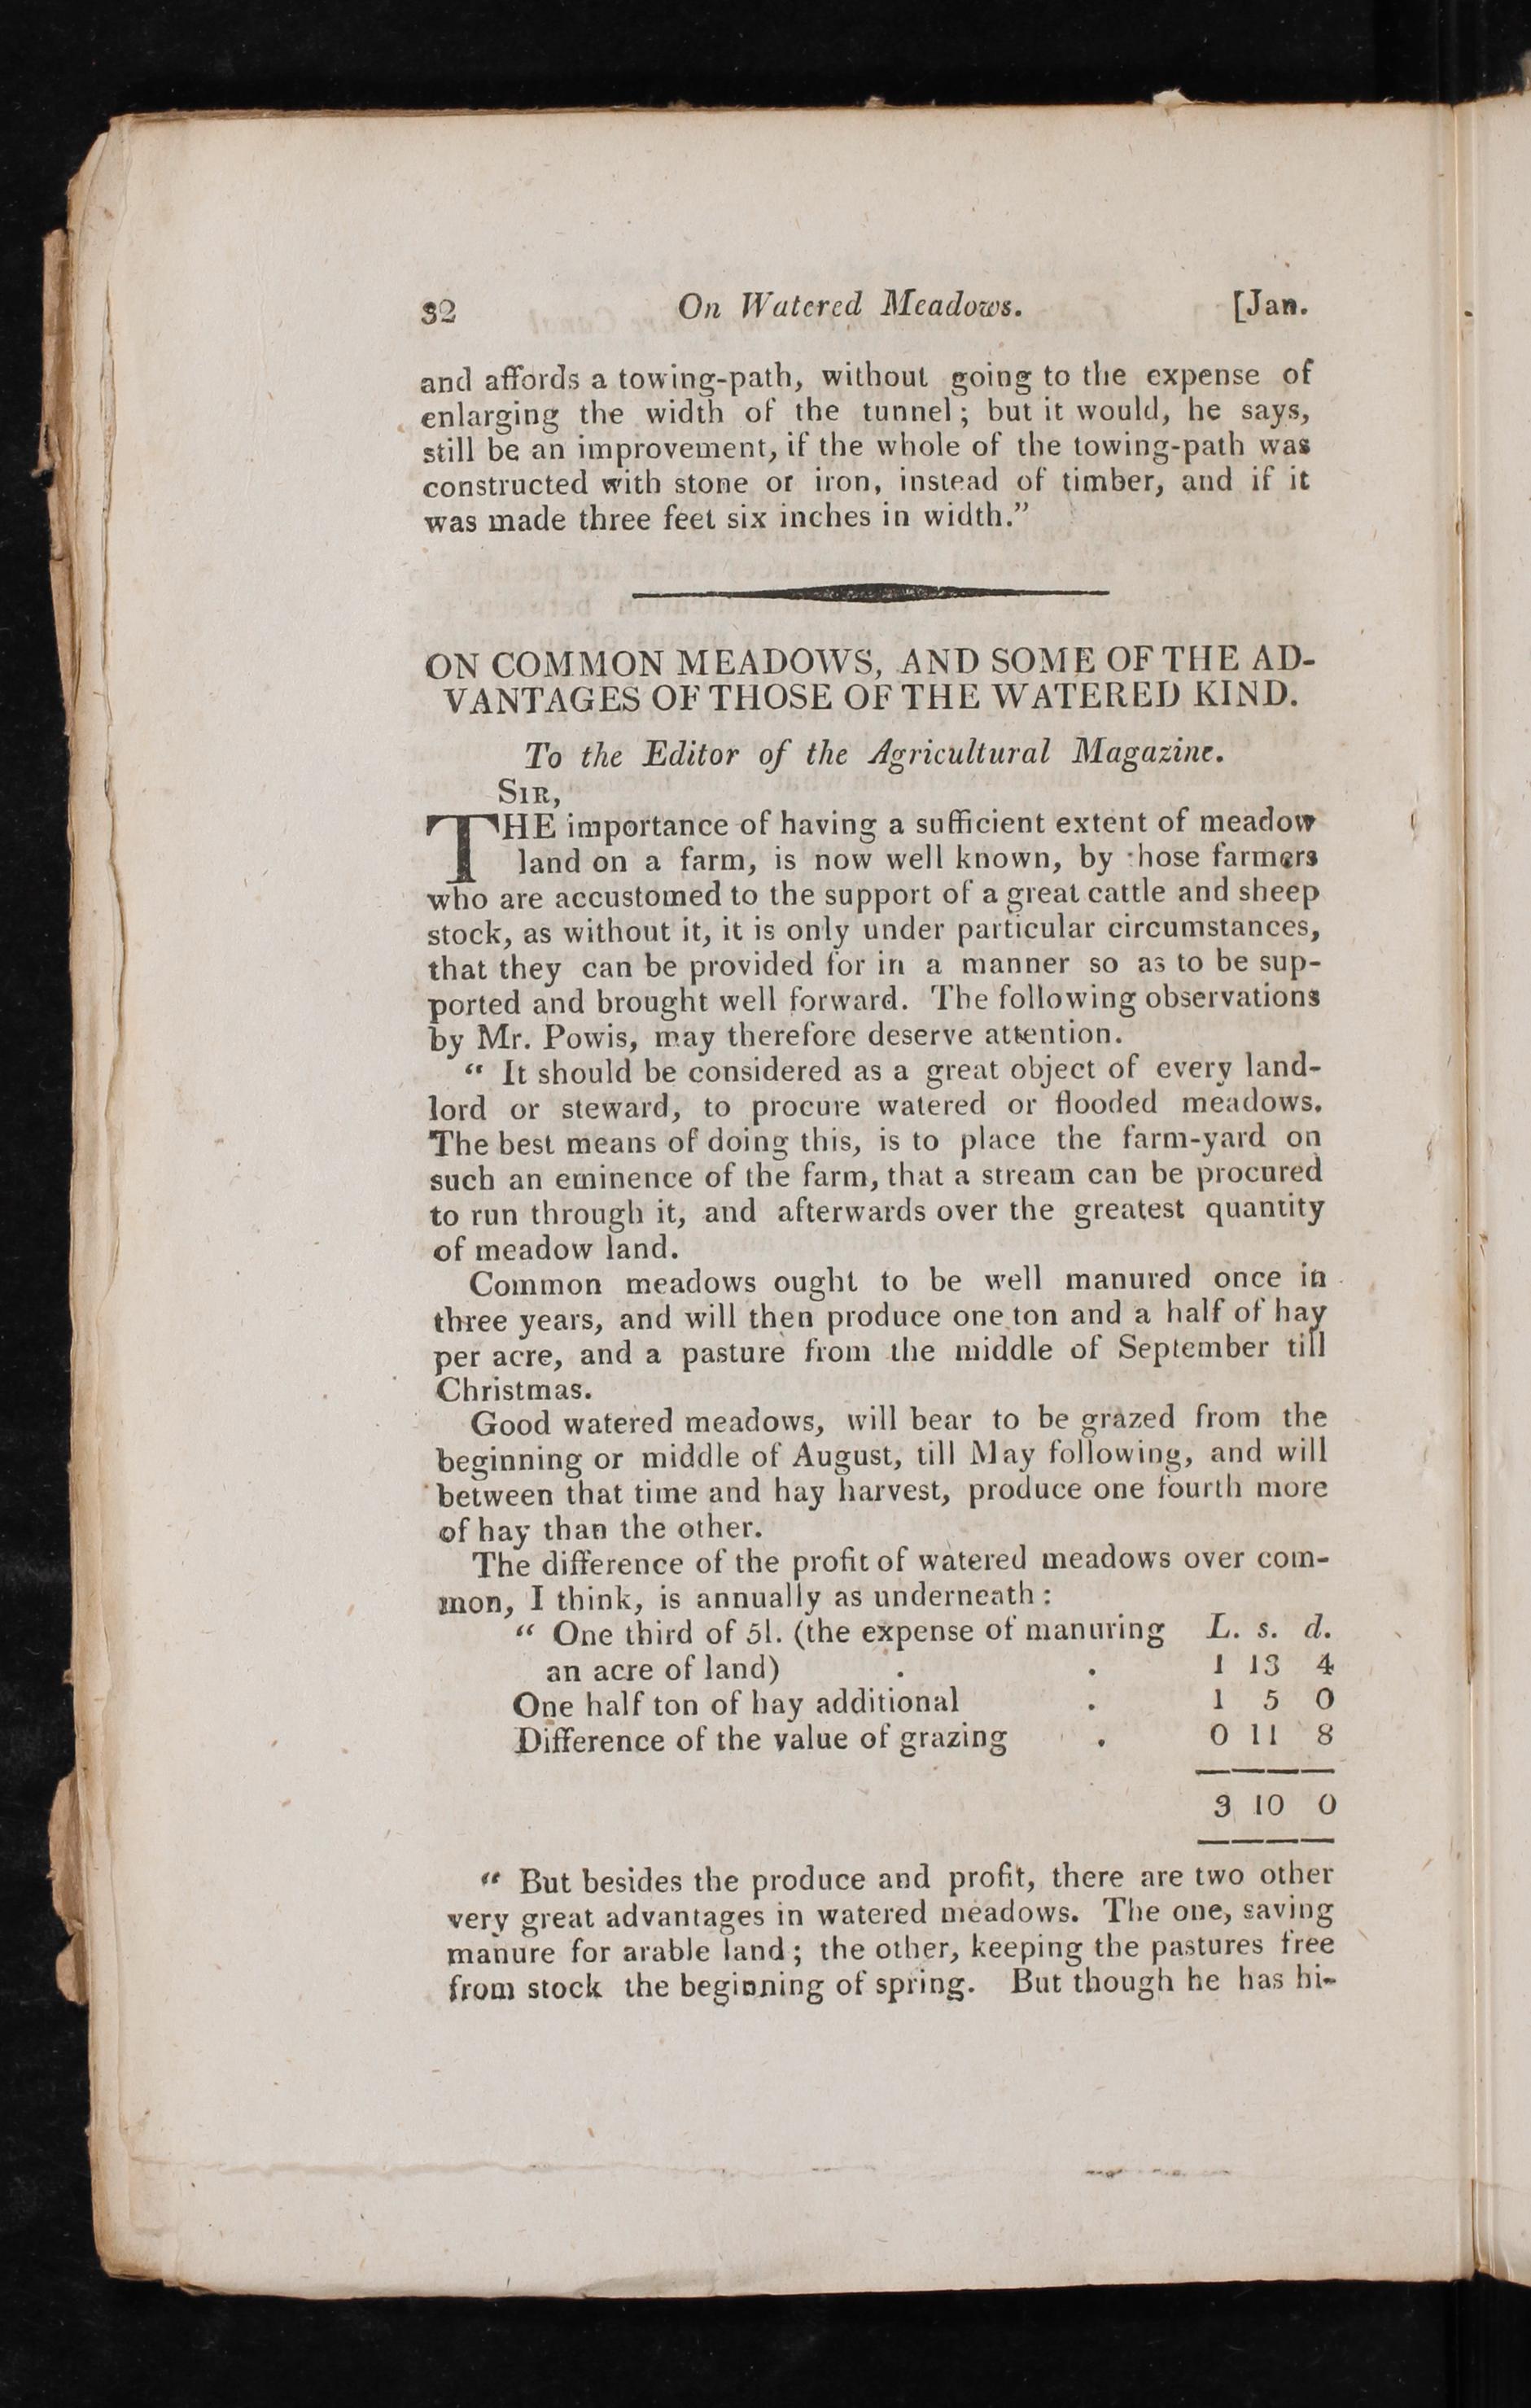 32 On Watered Meadows. [Jan.
and affords a towing-path, without going to the expense of
enlarging the width of the tunnel; but it would, he says,
still be an improvement, if the whole of the towing-path was
constructed with stone or iron, instead of timber, and if it
was made three feet six inches in width.”
ON COMMON MEADOWS, AND SOME OF THE AD-
VANTAGES OF THOSE OF THE WATERED KIND.
To the Editor of the Agricultural Magazine.
SIR,
THE importance of having a sufficient extent of meadow
land on a farm, is now well known, by those farmers
who are accustomed to the support of a great cattle and sheep
stock, as without it, it is only under particular circumstances,
that they can be provided for in a manner so as to be sup-
ported and brought well forward. The following observations
by Mr. Powis, may therefore deserve attention.
“ It should be considered as a great object of every land-
lord or steward, to procure watered or flooded meadows.
The best means of doing this, is to place the farm-yard on
such an eminence of the farm, that a stream can be procured
to run through it, and afterwards over the greatest quantity
of meadow land.
Common meadows ought to be well manured once in
three years, and will then produce one ton and a half of hay
per acre, and a pasture from the middle of September till
Christmas.
Good watered meadows, will bear to be grazed from the
beginning or middle of August, till May following, and will
between that time and hay harvest, produce one fourth more
of hay than the other.
The difference of the profit of watered meadows over com-
mon, I think, is annually as underneath:
“ One third of 5l. (the expense of manuring L. s. d.
an acre of land) . . 1 13 4
One half ton of hay additional . 1 5 0
Difference of the value of grazing . 0 11 8
3 10 0
“ But besides the produce and profit, there are two other
very great advantages in watered meadows. The one, saving
manure for arable land; the other, keeping the pastures free
from stock the beginning of spring. But though he has hi-